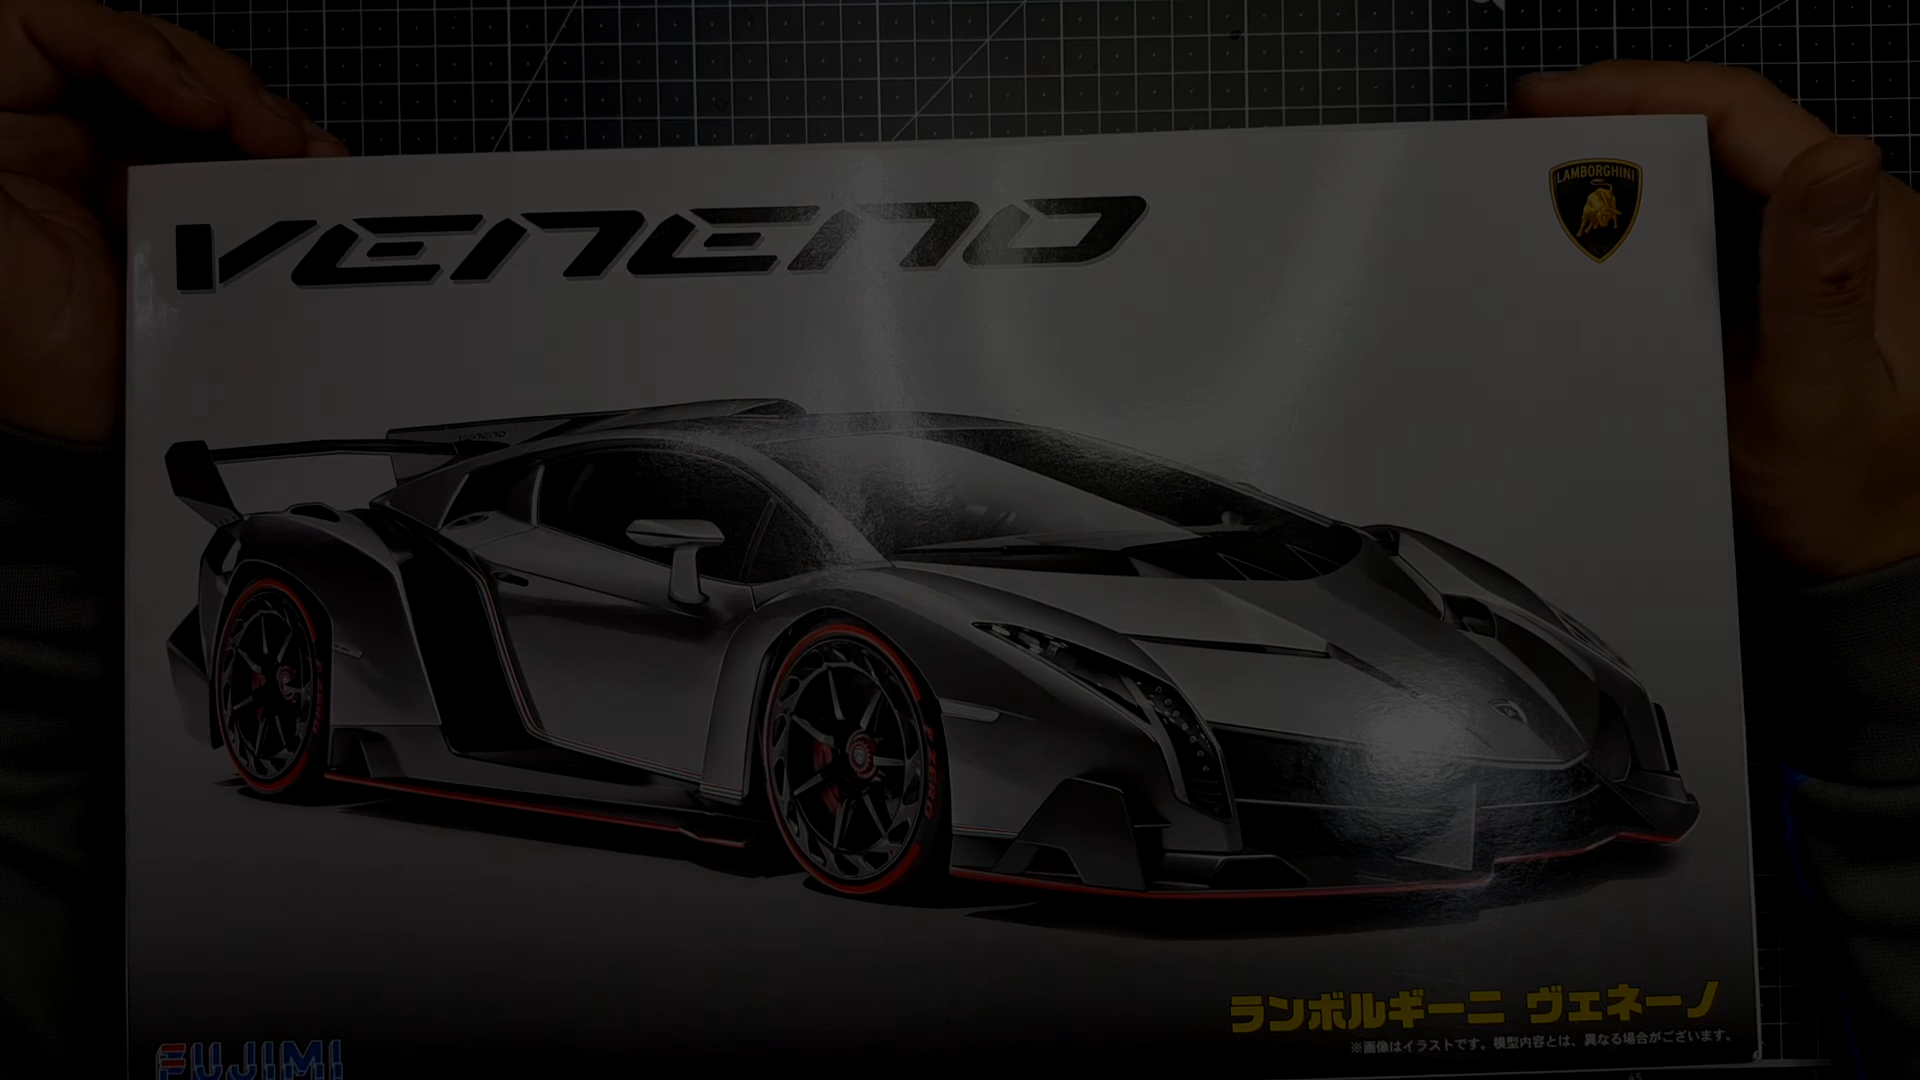 VENENO
LAMBORGHINI
veneno
P ZERO
ランボルギーニ ヴェネーノ
※画像はイラストです。模型内容とは、異なる場合がございます。
FUJIMI